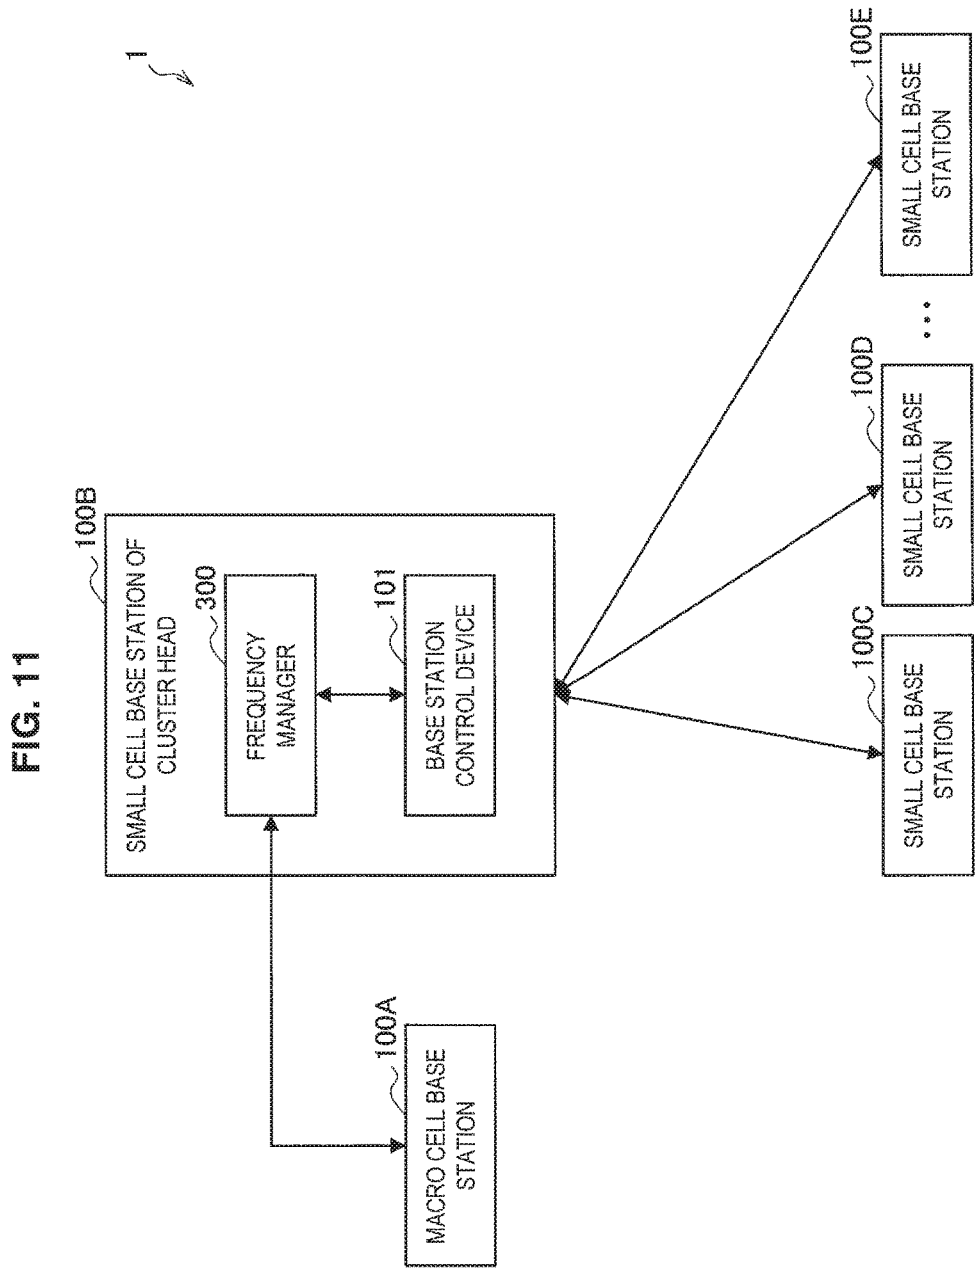 FIG. 11
1
100B
SMALL CELL BASE STATION OF
CLUSTER HEAD
300
FREQUENCY
MANAGER
101
BASE STATION
CONTROL DEVICE
100A
MACRO CELL BASE
STATION
100C
SMALL CELL BASE
STATION
100D
SMALL CELL BASE
STATION
...
100E
SMALL CELL BASE
STATION